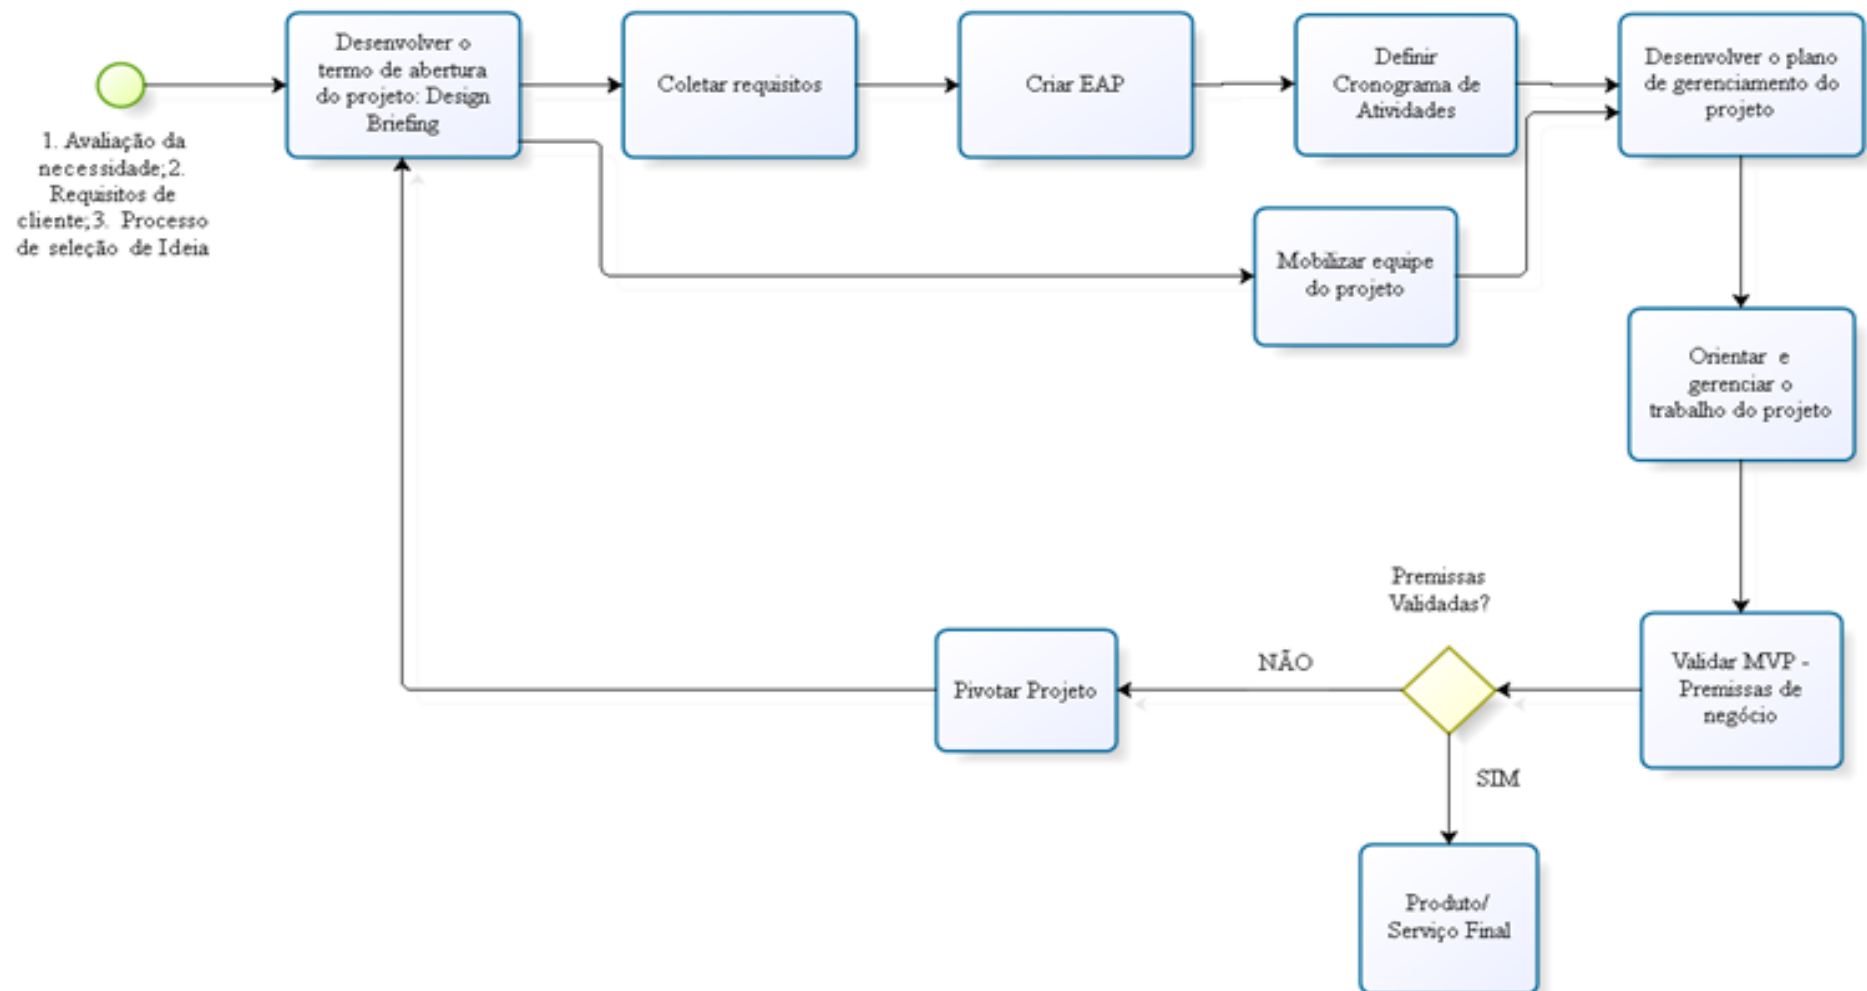 Desenvolver o
termo de abertura
do projeto: Design
Briefing
Coletar requisitos
Criar EAP
Definir
Cronograma de
Atividades
Desenvolver o plano
de gerenciamento do
projeto
1. Avaliação da
necessidade;2.
Requisitos de
cliente;3. Processo
de seleção de Ideia
Mobilizar equipe
do projeto
Orientar e
gerenciar o
trabalho do projeto
Premissas
Validadas?
Validar MVP -
Premissas de
negócio
NÃO
Pivotar Projeto
SIM
Produto/
Serviço Final